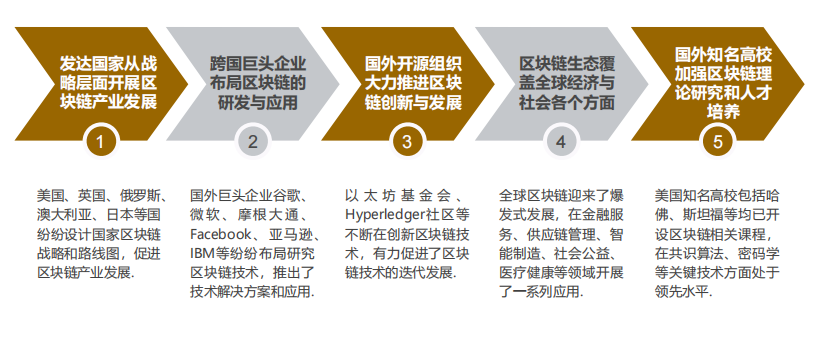 发达国家从战
略层面开展区
块链产业发展
1
美国、英国、俄罗斯、
澳大利亚、日本等国
纷纷设计国家区块链
战略和路线图，促进
区块链产业发展.
跨国巨头企业
布局区块链的
研发与应用
2
国外巨头企业谷歌、
微软、摩根大通、
Facebook、亚马逊、
IBM等纷纷布局研究
区块链技术，推出了
技术解决方案和应用.
国外开源组织
大力推进区块
链创新与发展
3
以太坊基金会、
Hyperledger社区等
不断在创新区块链技
术，有力促进了区块
链技术的迭代发展.
区块链生态覆
盖全球经济与
社会各个方面
4
全球区块链迎来了爆
发式发展，在金融服
务、供应链管理、智
能制造、社会公益、
医疗健康等领域开展
了一系列应用.
国外知名高校
加强区块链理
论研究和人才
培养
5
美国知名高校包括哈
佛、斯坦福等均已开
设区块链相关课程，
在共识算法、密码学
等关键技术方面处于
领先水平.